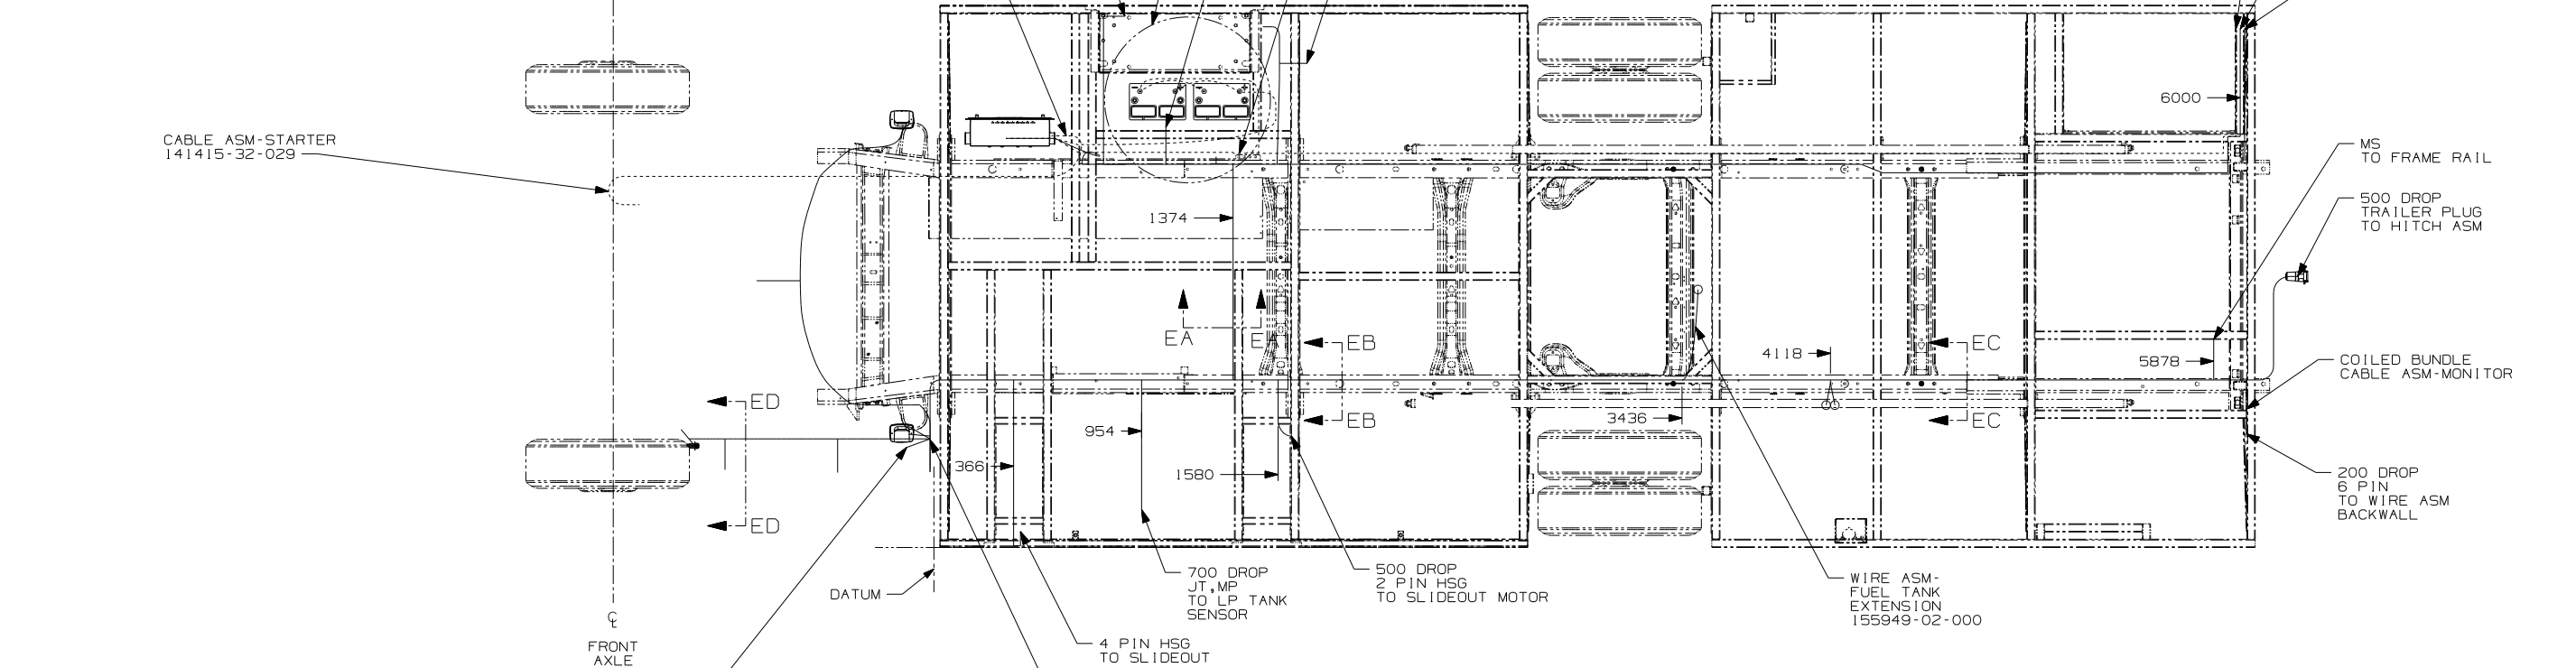 6000
CABLE ASM-STARTER
141415-32-029
MS
TO FRAME RAIL
500 DROP
TRAILER PLUG
TO HITCH ASM
1374
EA
EA
EB
EC
4118
5878
COILED BUNDLE
CABLE ASM-MONITOR
ED
EB
EC
3436
954
366
1580
200 DROP
6 PIN
TO WIRE ASM
BACKWALL
ED
DATUM
700 DROP
JT,MP
TO LP TANK
SENSOR
500 DROP
2 PIN HSG
TO SLIDEOUT MOTOR
WIRE ASM-
FUEL TANK
EXTENSION
155949-02-000
4 PIN HSG
TO SLIDEOUT
℄
FRONT
AXLE